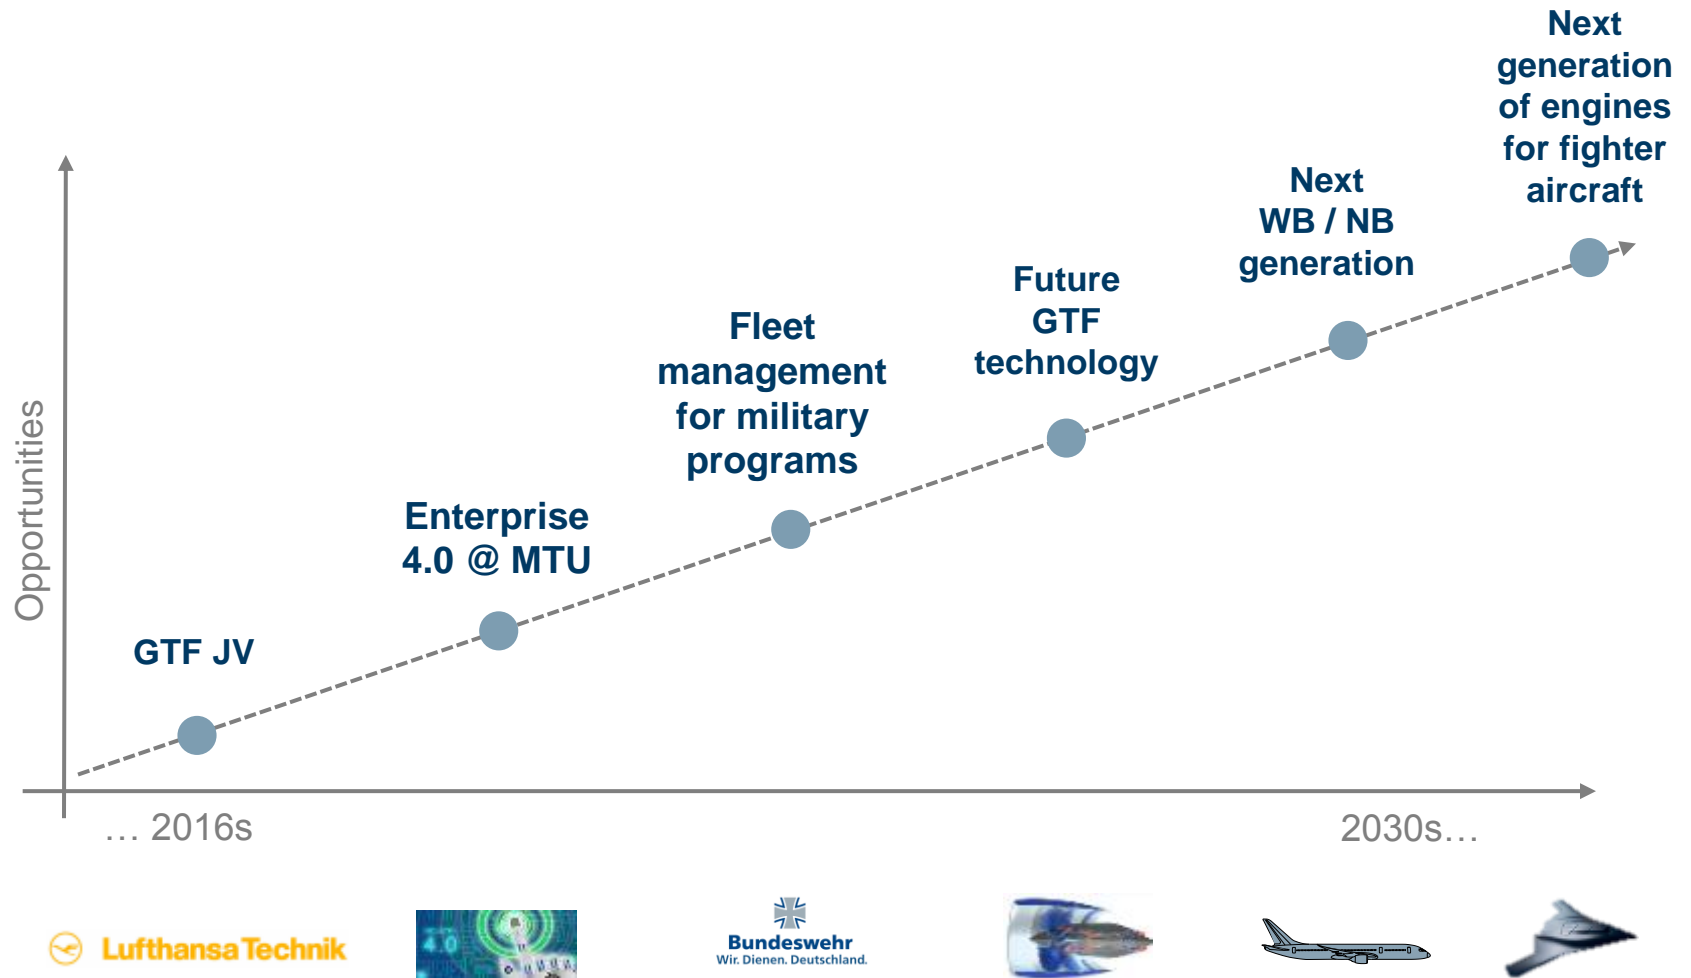 Next
generation
of engines
for fighter
aircraft
Next
WB / NB
generation
Future
GTF
technology
Fleet
management
for military
programs
Enterprise
4.0 @ MTU
GTF JV
Opportunities
… 2016s
2030s…
Lufthansa Technik
4.0
Bundeswehr
Wir. Dienen. Deutschland.